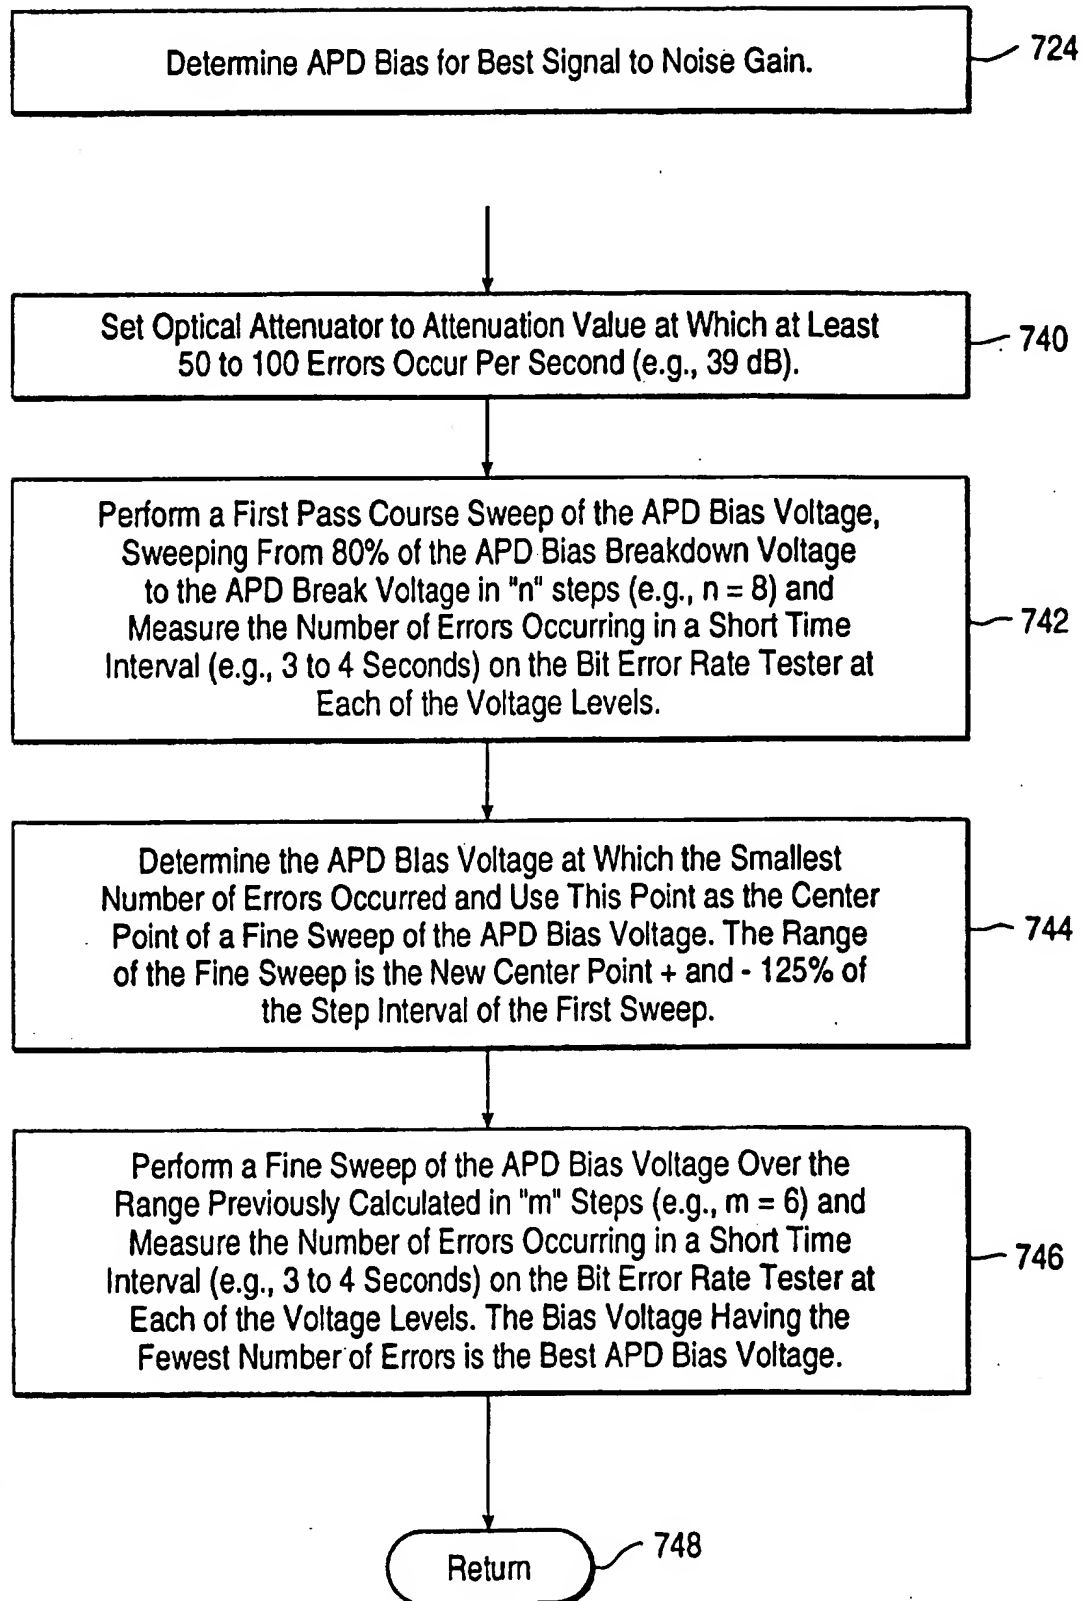 Determine APD Bias for Best Signal to Noise Gain.
724
Set Optical Attenuator to Attenuation Value at Which at Least
50 to 100 Errors Occur Per Second (e.g., 39 dB).
740
Perform a First Pass Course Sweep of the APD Bias Voltage,
Sweeping From 80% of the APD Bias Breakdown Voltage
to the APD Break Voltage in "n" steps (e.g., n = 8) and
Measure the Number of Errors Occurring in a Short Time
Interval (e.g., 3 to 4 Seconds) on the Bit Error Rate Tester at
Each of the Voltage Levels.
742
Determine the APD Bias Voltage at Which the Smallest
Number of Errors Occurred and Use This Point as the Center
Point of a Fine Sweep of the APD Bias Voltage. The Range
of the Fine Sweep is the New Center Point + and - 125% of
the Step Interval of the First Sweep.
744
Perform a Fine Sweep of the APD Bias Voltage Over the
Range Previously Calculated in "m" Steps (e.g., m = 6) and
Measure the Number of Errors Occurring in a Short Time
Interval (e.g., 3 to 4 Seconds) on the Bit Error Rate Tester at
Each of the Voltage Levels. The Bias Voltage Having the
Fewest Number of Errors is the Best APD Bias Voltage.
746
Return
748